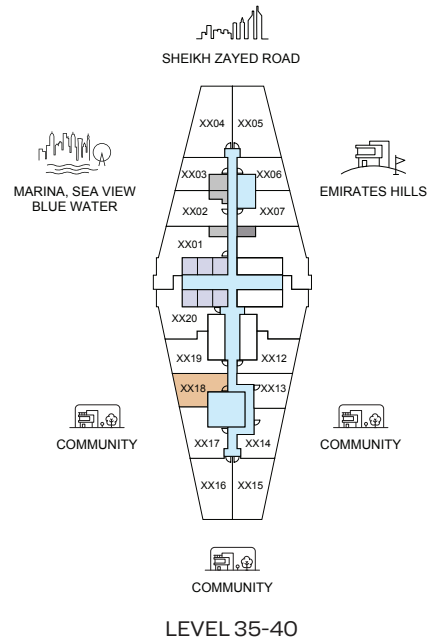 SHEIKH ZAYED ROAD
XX04
XX05
XX03
XX06
MARINA, SEA VIEW
BLUE WATER
EMIRATES HILLS
XX02
XX07
XX01
XX20
XX19
XX12
XX18
XX13
COMMUNITY
COMMUNITY
XX17
XX14
XX16
XX15
COMMUNITY
LEVEL 35-40